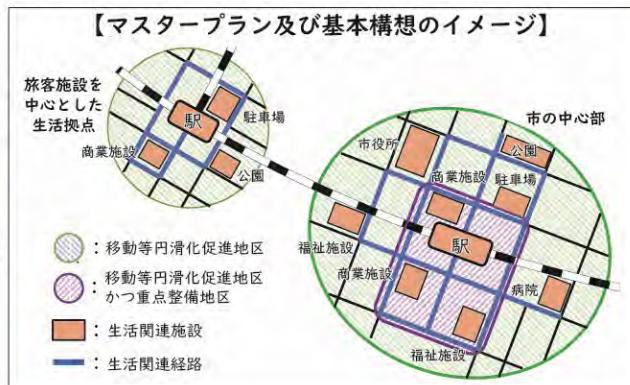 【マスタープラン及び基本構想のイメージ】
旅客施設を
中心とした
生活拠点
駅
駐車場
商業施設
公園
市の中心部
市役所
公園
商業施設
駐車場
駅
福祉施設
商業施設
病院
福祉施設
：移動等円滑化促進地区
：移動等円滑化促進地区
かつ重点整備地区
：生活関連施設
：生活関連経路